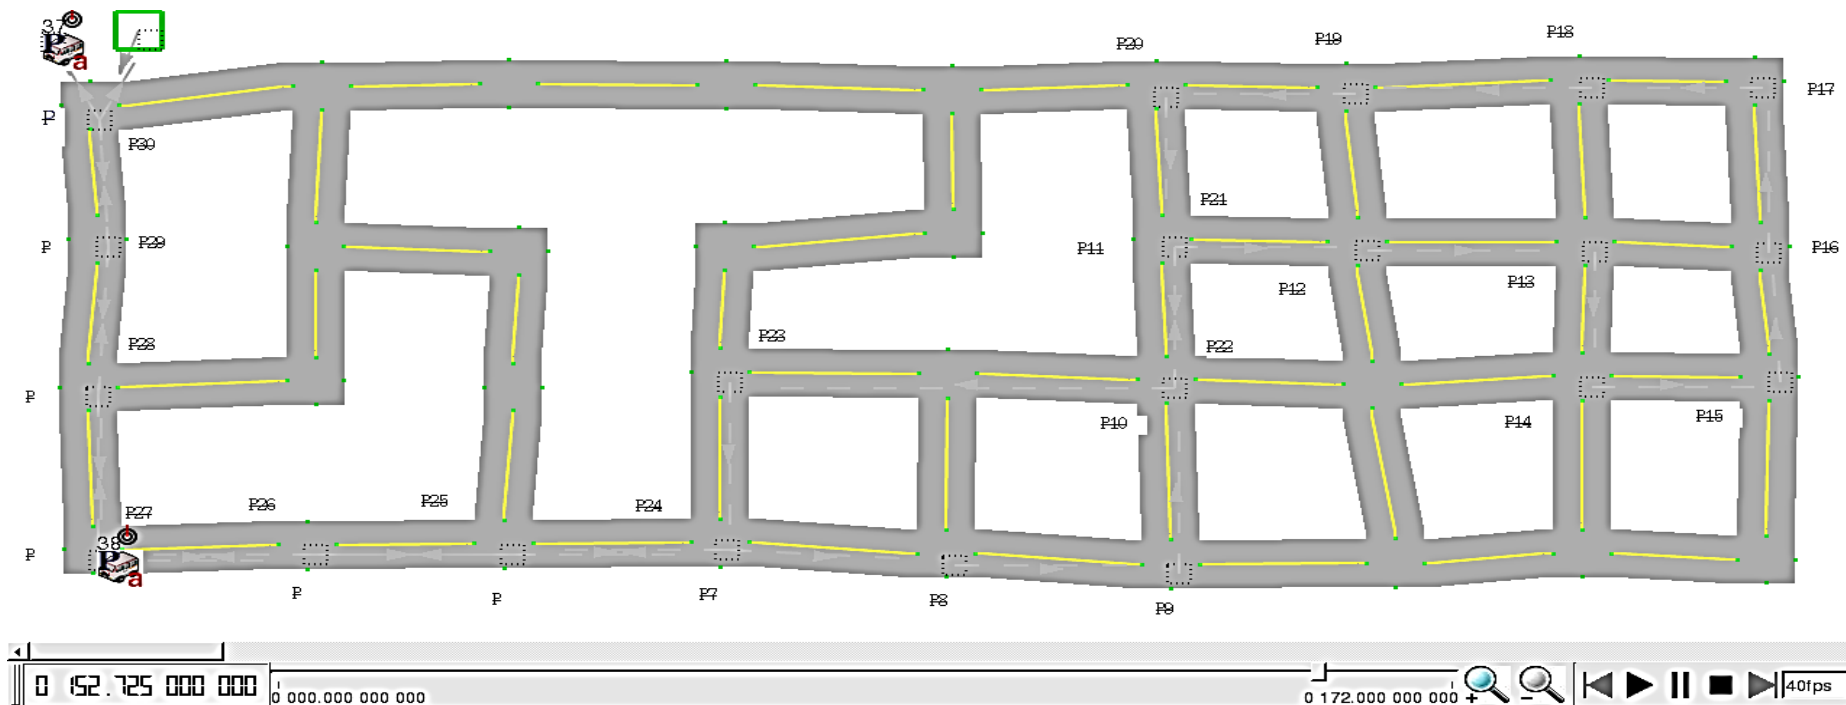 37
P
a
P20
P19
P18
P17
P
P30
P21
P
P29
P11
P16
P12
P13
P28
P23
P22
P
P10
P14
P15
P27
P26
P25
P24
38
P
P
a
P
P
P7
P8
P9
0 152.725 000 000
0 000.000 000 000
0 172.000 000 000
40fps